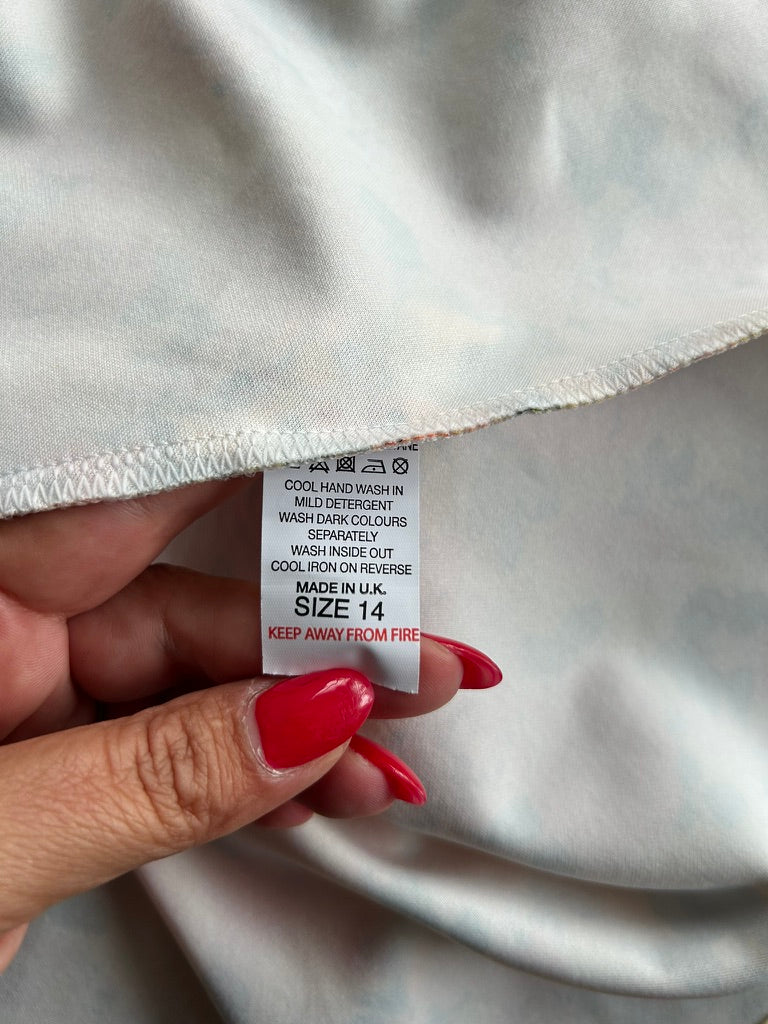 COOL HAND WASH IN
MILD DETERGENT
WASH DARK COLOURS
SEPARATELY
WASH INSIDE OUT
COOL IRON ON REVERSE
MADE IN U.K.
SIZE 14
KEEP AWAY FROM FIRE